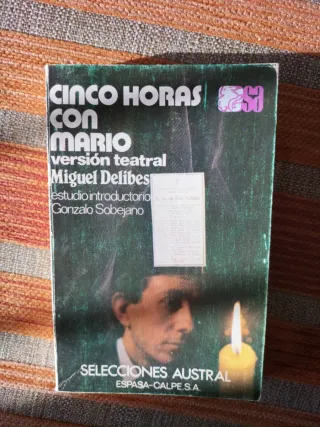 CINCO HORAS
CON
MARIO
versión teatral
Miguel Delibes
estudio introductorio
Gonzalo Sobejano
SELECCIONES AUSTRAL
ESPASA-CALPE, S.A.